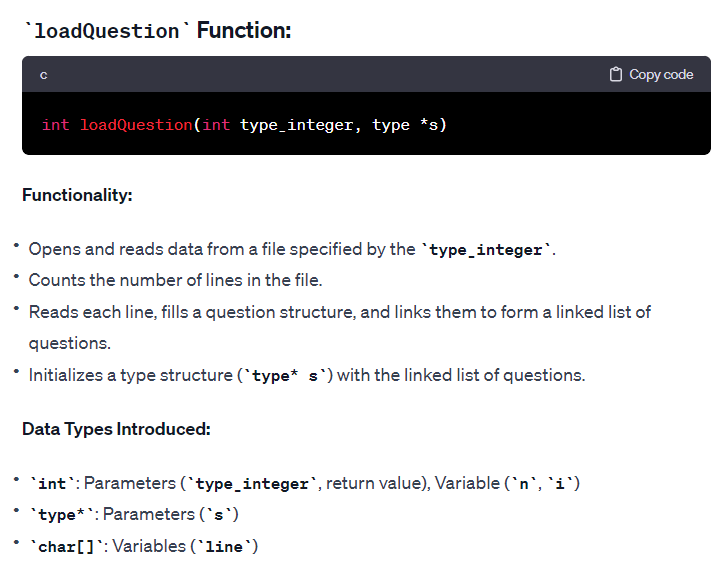 `loadQuestion` Function:
c
Copy code
int loadQuestion(int type_integer, type *s)
Functionality:
• Opens and reads data from a file specified by the `type_integer`.
• Counts the number of lines in the file.
• Reads each line, fills a question structure, and links them to form a linked list of
questions.
• Initializes a type structure (`type* s`) with the linked list of questions.
Data Types Introduced:
• `int`: Parameters (`type_integer`, return value), Variable (`n`, `i`)
• `type*`: Parameters (`s`)
• `char[]`: Variables (`line`)